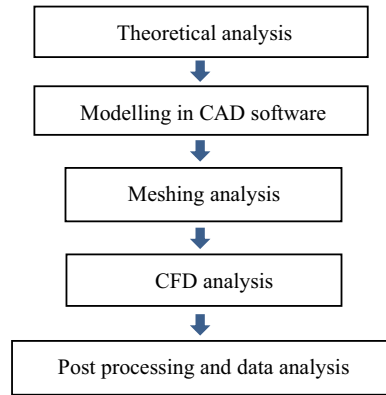 Theoretical analysis
Modelling in CAD software
Meshing analysis
CFD analysis
Post processing and data analysis